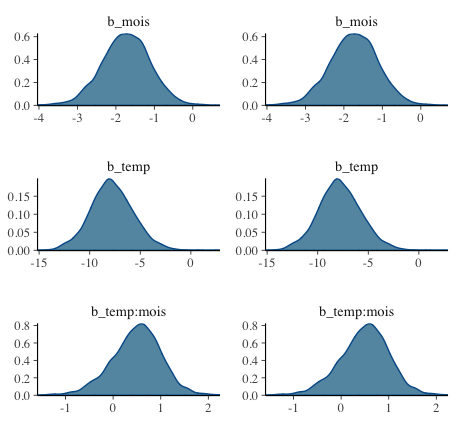 b_mois b_mois
0.6 0.6
0.4 0.4
0.2 0.2
0.0 0.0
-4 -3 -2 -1 0 -4 -3 -2 -1 0
b_temp b_temp
0.15 0.15
0.10 0.10
0.05 0.05
0.00 0.00
-15 -10 -5 0 -15 -10 -5 0
b_temp:mois b_temp:mois
0.8 0.8
0.6 0.6
0.4 0.4
0.2 0.2
0.0 0.0
-1 0 1 2 -1 0 1 2